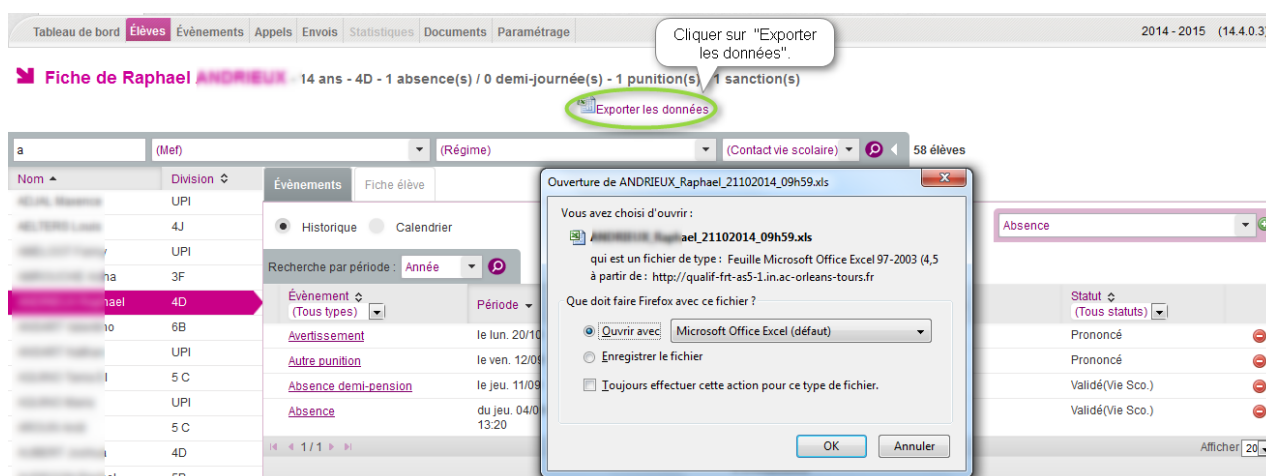 Tableau de bord Élèves Évènements Appels Envois Statistiques Documents Paramétrage 2014 - 2015 (14.4.0.3)
Cliquer sur "Exporter
les données".
Fiche de Raphael 14 ans - 4D - 1 absence(s) / 0 demi-journée(s) - 1 punition(s) 1 sanction(s)
Exporter les données
a (Mef) (Régime) (Contact vie scolaire) 58 élèves
Nom Division
UPI
4J
UPI
3F
4D
6B
UPI
5 C
UPI
5 C
4D
Évènements Fiche élève
Historique Calendrier
Recherche par période : Année
Évènement Période
(Tous types)
Avertissement le lun. 20/10
Autre punition le ven. 12/09
Absence demi-pension le jeu. 11/09
Absence du jeu. 04/0
13:20
1 / 1
Ouverture de ANDRIEUX_Raphael_21102014_09h59.xls
Vous avez choisi d'ouvrir :
ael_21102014_09h59.xls
qui est un fichier de type : Feuille Microsoft Office Excel 97-2003 (4,5
à partir de : http://qualif-frt-as5-1.in.ac-orleans-tours.fr
Que doit faire Firefox avec ce fichier ?
Ouvrir avec Microsoft Office Excel (défaut)
Enregistrer le fichier
Toujours effectuer cette action pour ce type de fichier.
OK Annuler
Absence
Statut
(Tous statuts)
Prononcé
Prononcé
Validé(Vie Sco.)
Validé(Vie Sco.)
Afficher 20